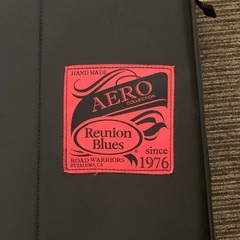 HAND MADE
AERO
COLLECTION
Reunion
Blues
since
1976
ROAD WARRIORS
PETALUMA, CA